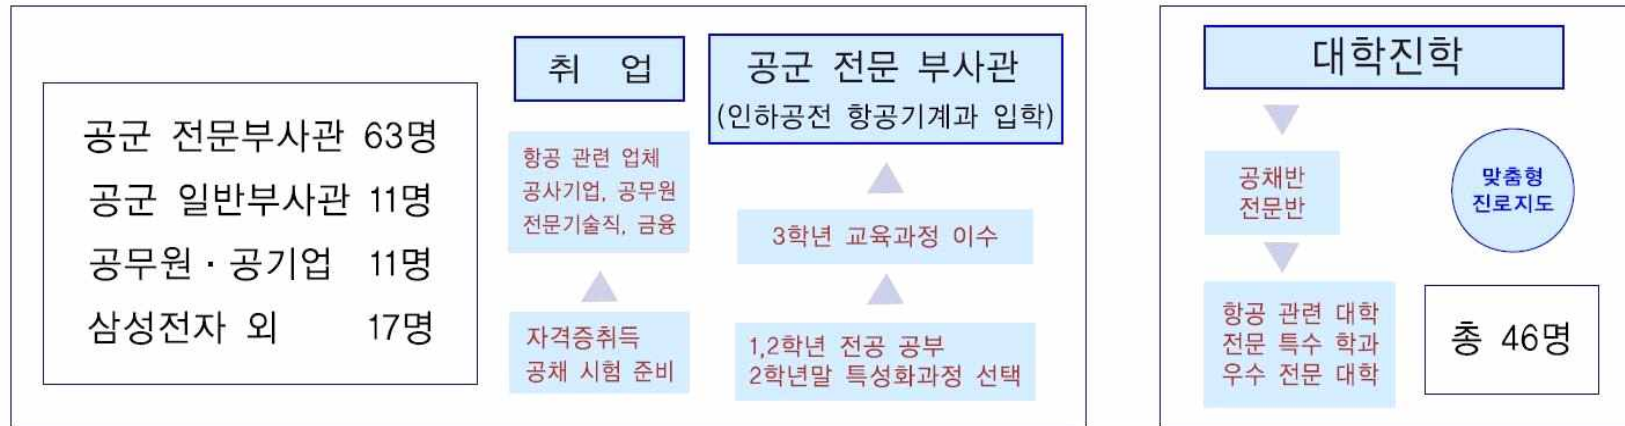 공군 전문부사관 63명
공군 일반부사관 11명
공무원 · 공기업 11명
삼성전자 외 17명
취 업
항공 관련 업체
공사기업, 공무원
전문기술직, 금융
자격증취득
공채 시험 준비
공군 전문 부사관
(인하공전 항공기계과 입학)
3학년 교육과정 이수
1,2학년 전공 공부
2학년말 특성화과정 선택
대학진학
공채반
전문반
항공 관련 대학
전문 특수 학과
우수 전문 대학
맞춤형
진로지도
총 46명